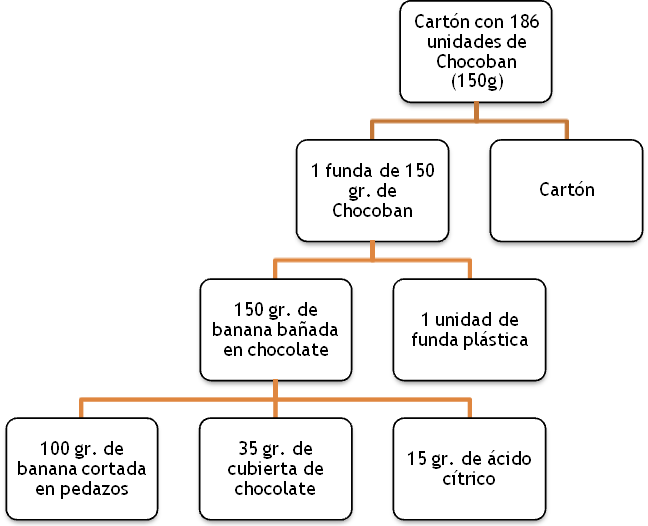 Cartón con 186
unidades de
Chocoban
(150g)
1 funda de 150
gr. de
Chocoban
Cartón
150 gr. de
banana bañada
en chocolate
1 unidad de
funda plástica
100 gr. de
banana cortada
en pedazos
35 gr. de
cubierta de
chocolate
15 gr. de ácido
cítrico